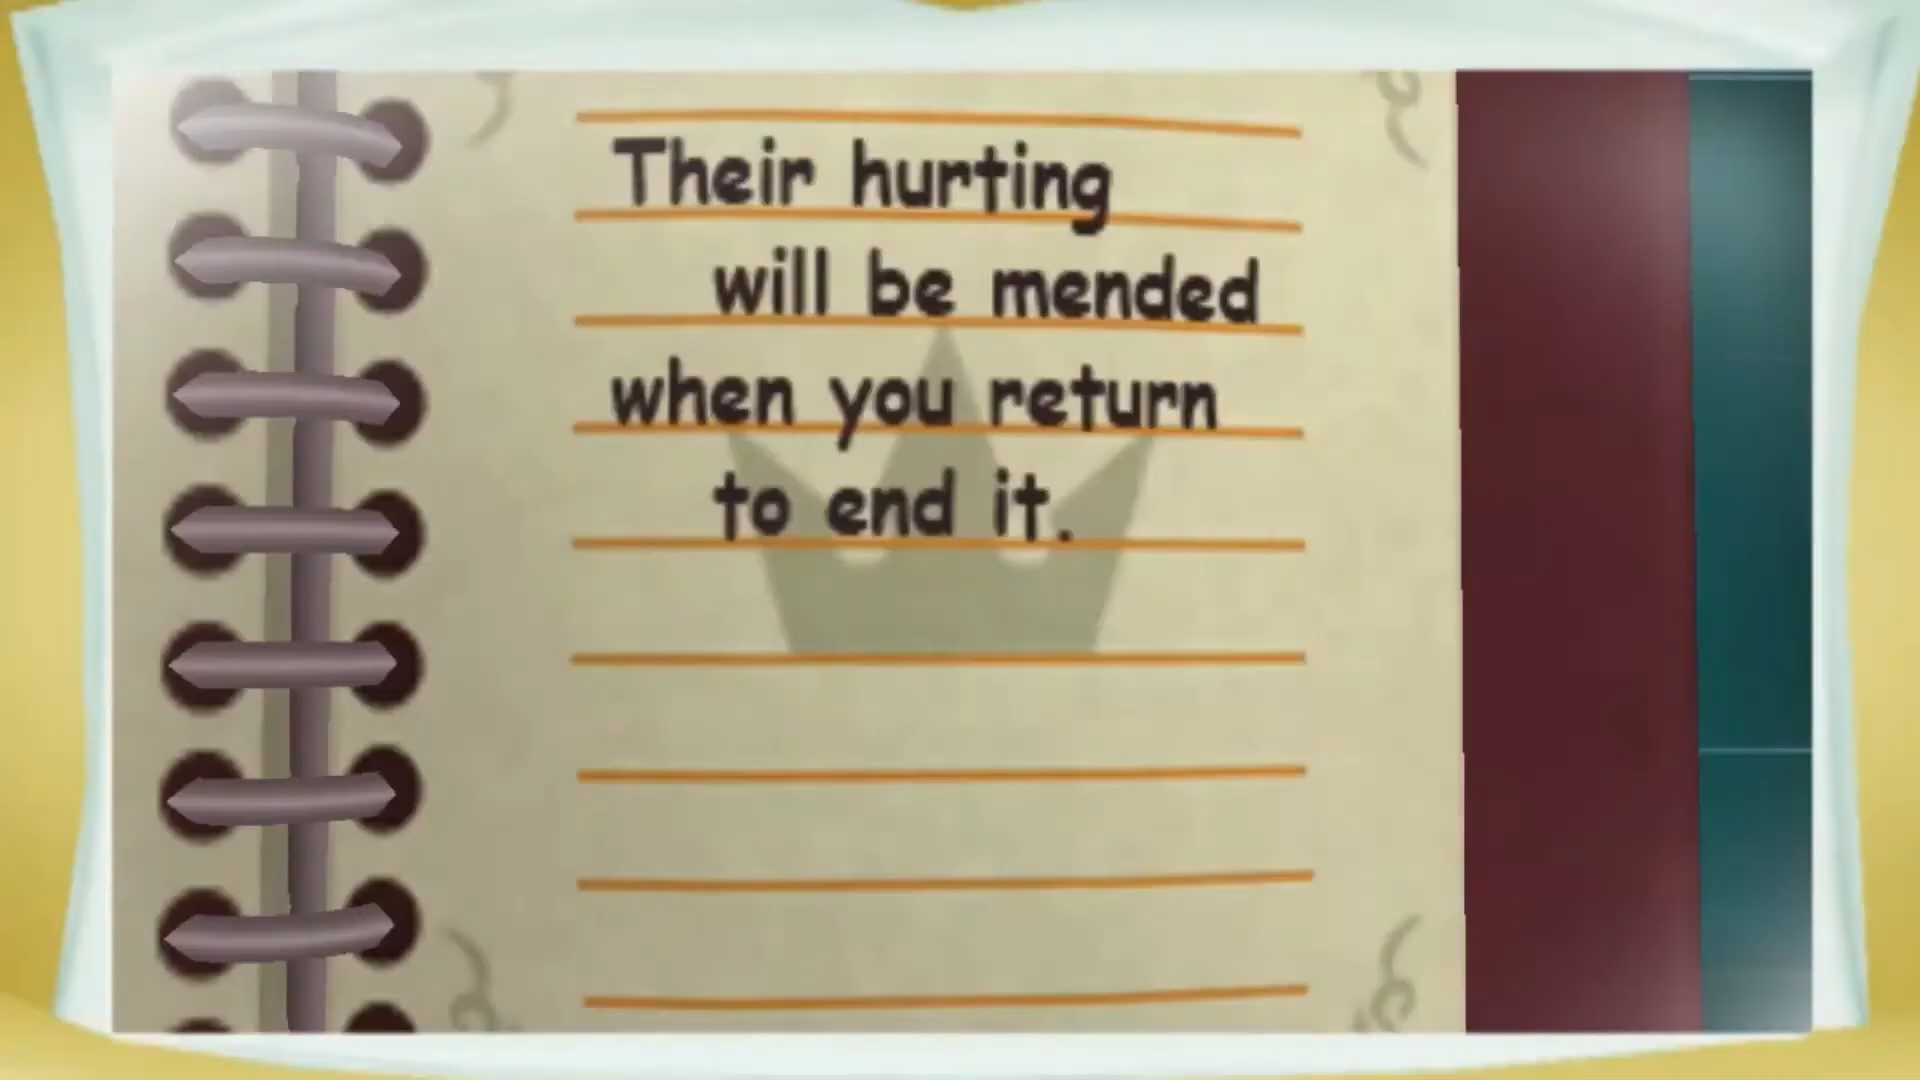 Their hurting
will be mended
when you return
to end it.